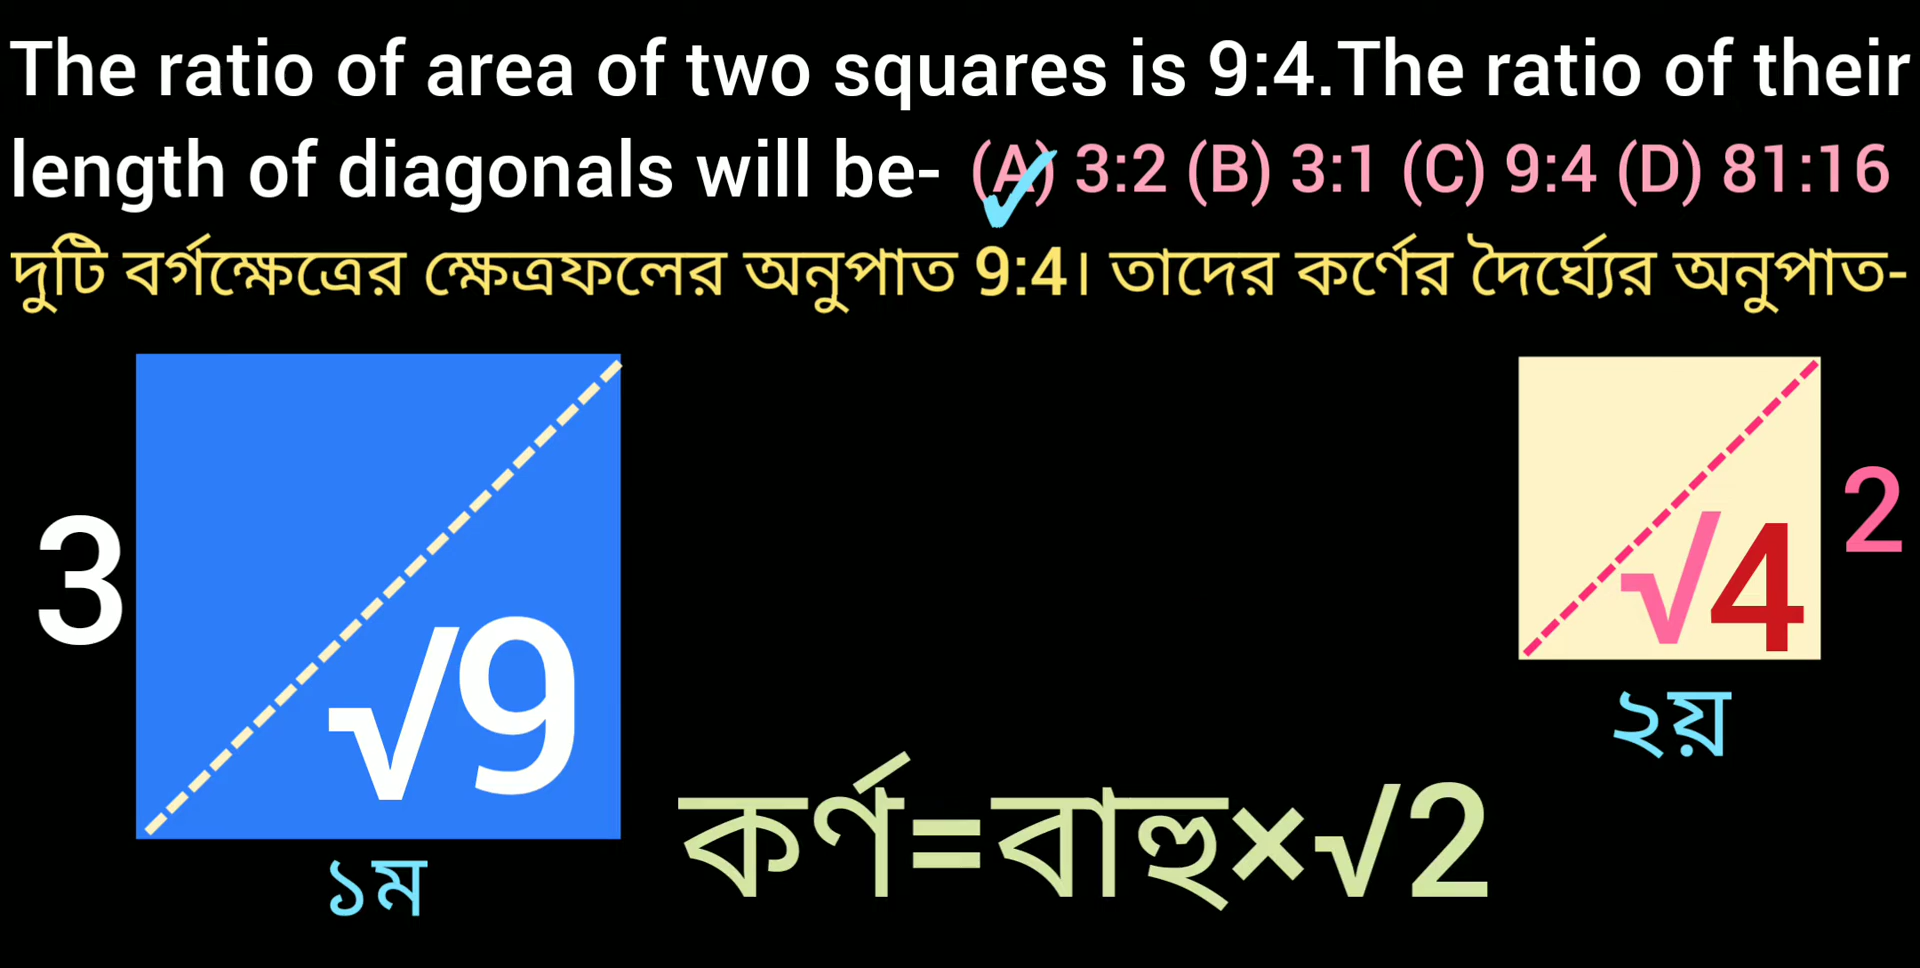 The ratio of area of two squares is 9:4.The ratio of their
length of diagonals will be- (A) 3:2 (B) 3:1 (C) 9:4 (D) 81:16
দুটি বর্গক্ষেত্রের ক্ষেত্রফলের অনুপাত 9:4। তাদের কর্ণের দৈর্ঘ্যের অনুপাত-
3
√9
১ম
√4
2
২য়
কর্ণ=বাহু×√2